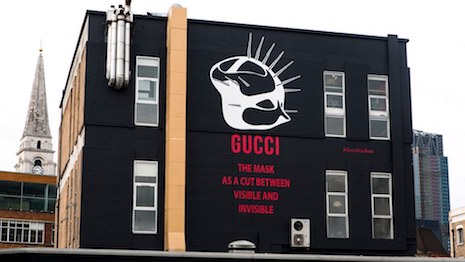 GUCCI
THE MASK
AS A CUT BETWEEN
VISIBLE AND
INVISIBLE